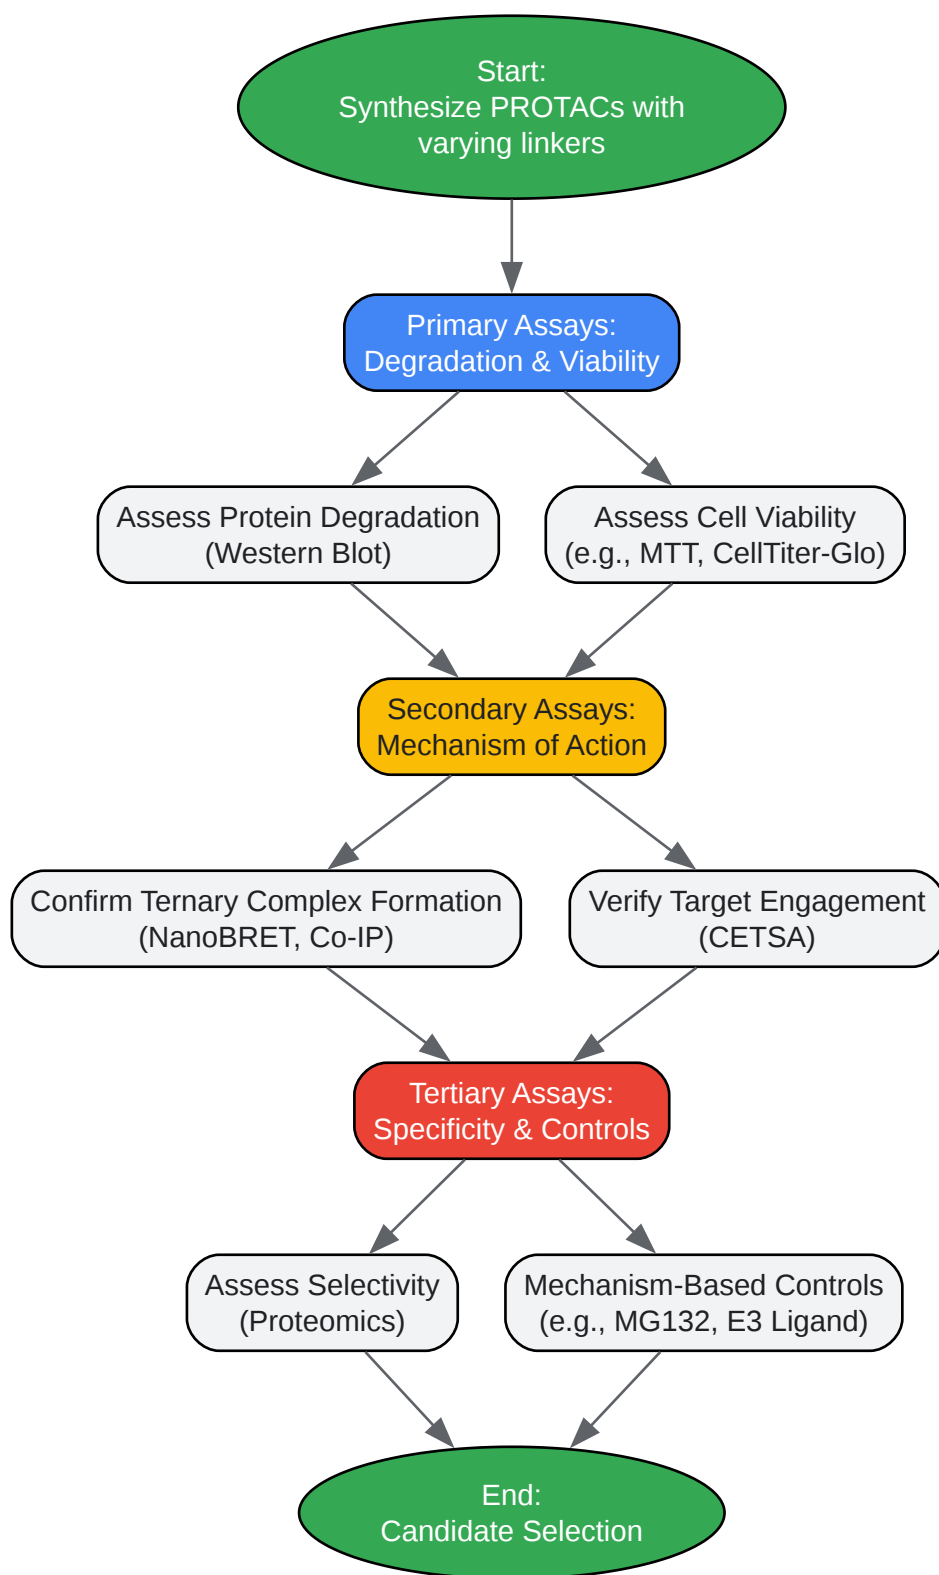 Start:
Synthesize PROTACs with
varying linkers
Primary Assays:
Degradation & Viability
Assess Protein Degradation
(Western Blot)
Assess Cell Viability
(e.g., MTT, CellTiter-Glo)
Secondary Assays:
Mechanism of Action
Confirm Ternary Complex Formation
(NanoBRET, Co-IP)
Verify Target Engagement
(CETSA)
Tertiary Assays:
Specificity & Controls
Assess Selectivity
(Proteomics)
Mechanism-Based Controls
(e.g., MG132, E3 Ligand)
End:
Candidate Selection